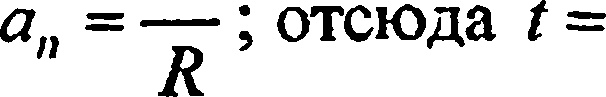 aₙ = — / R ; отсюда t =